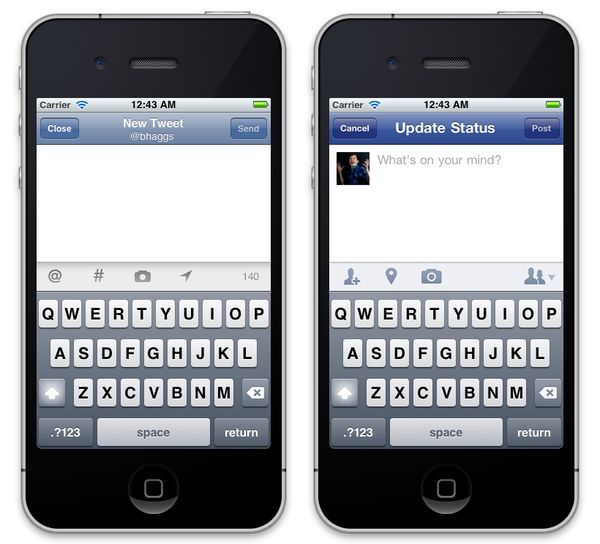 Carrier 12:43 AM
Close New Tweet Send
@bhaggs
@ # 140
Q W E R T Y U I O P
A S D F G H J K L
Z X C V B N M
.?123 space return
Carrier 12:43 AM
Cancel Update Status Post
What's on your mind?
Q W E R T Y U I O P
A S D F G H J K L
Z X C V B N M
.?123 space return